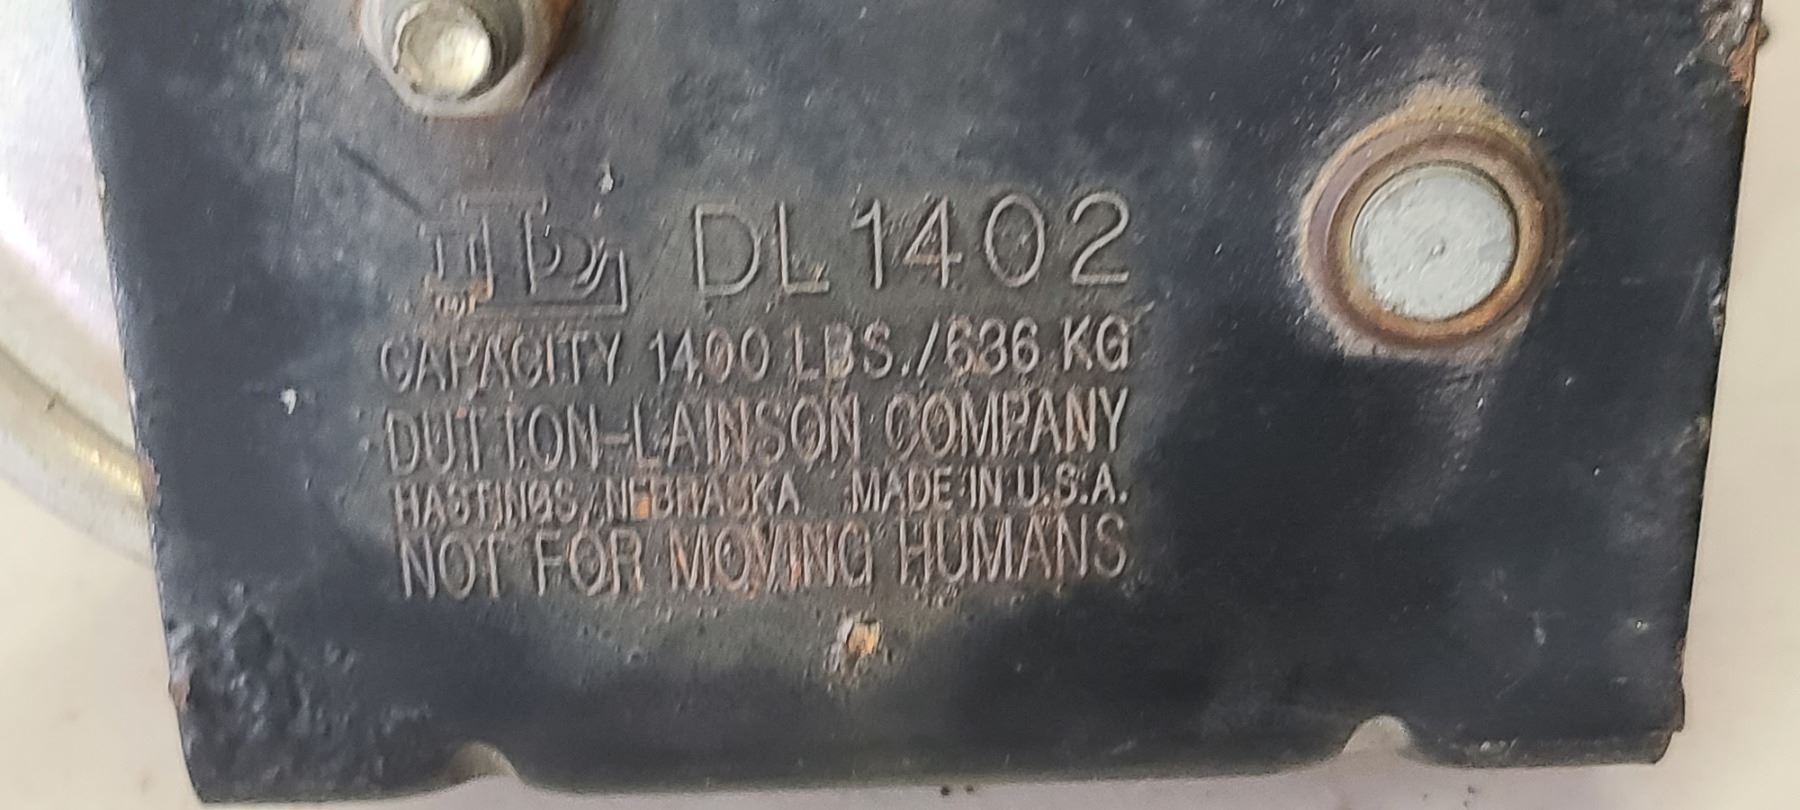 DL1402
CAPACITY 1400 LBS./636 KG
DUTTON-LAINSON COMPANY
HASTINGS, NEBRASKA MADE IN U.S.A.
NOT FOR MOVING HUMANS